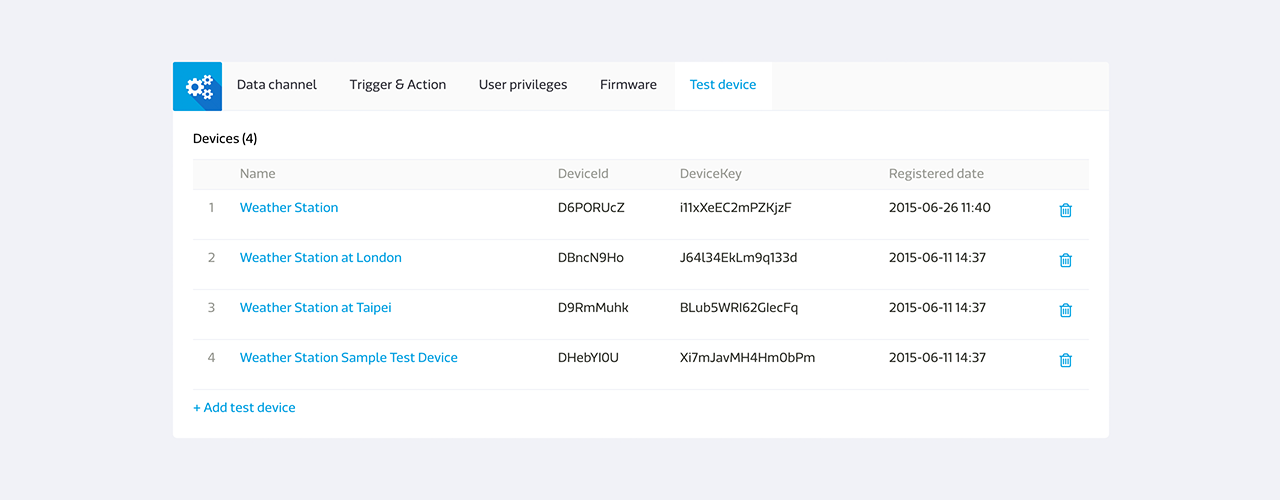 Data channel Trigger & Action User privileges Firmware Test device
Devices (4)
Name DeviceId DeviceKey Registered date
1 Weather Station D6PORUcZ i11xXeEC2mPZKjzF 2015-06-26 11:40
2 Weather Station at London DBncN9Ho J64l34EkLm9q133d 2015-06-11 14:37
3 Weather Station at Taipei D9RmMuhk BLub5WRl62GIecFq 2015-06-11 14:37
4 Weather Station Sample Test Device DHebYI0U Xi7mJavMH4Hm0bPm 2015-06-11 14:37
+ Add test device